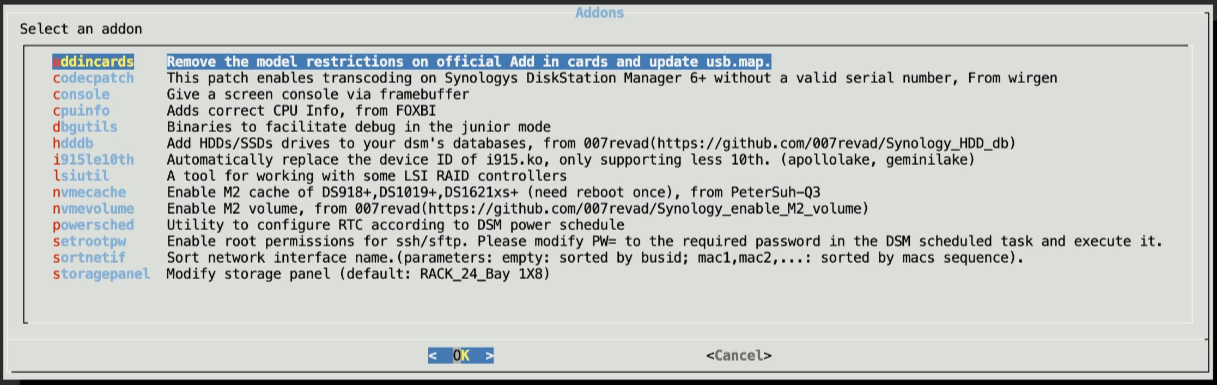 Addons
Select an addon
addincards Remove the model restrictions on official Add in cards and update usb.map.
codecpatch This patch enables transcoding on Synologys DiskStation Manager 6+ without a valid serial number, From wirgen
console Give a screen console via framebuffer
cpuinfo Adds correct CPU Info, from FOXBI
dbgutils Binaries to facilitate debug in the junior mode
hdddb Add HDDs/SSDs drives to your dsm's databases, from 007revad(https://github.com/007revad/Synology_HDD_db)
i915le10th Automatically replace the device ID of i915.ko, only supporting less 10th. (apollolake, geminilake)
lsiutil A tool for working with some LSI RAID controllers
nvmecache Enable M2 cache of DS918+,DS1019+,DS1621xs+ (need reboot once), from PeterSuh-Q3
nvmevolume Enable M2 volume, from 007revad(https://github.com/007revad/Synology_enable_M2_volume)
powersched Utility to configure RTC according to DSM power schedule
setrootpw Enable root permissions for ssh/sftp. Please modify PW= to the required password in the DSM scheduled task and execute it.
sortnetif Sort network interface name.(parameters: empty: sorted by busid; mac1,mac2,...: sorted by macs sequence).
storagepanel Modify storage panel (default: RACK_24_Bay 1X8)
< OK > <Cancel>